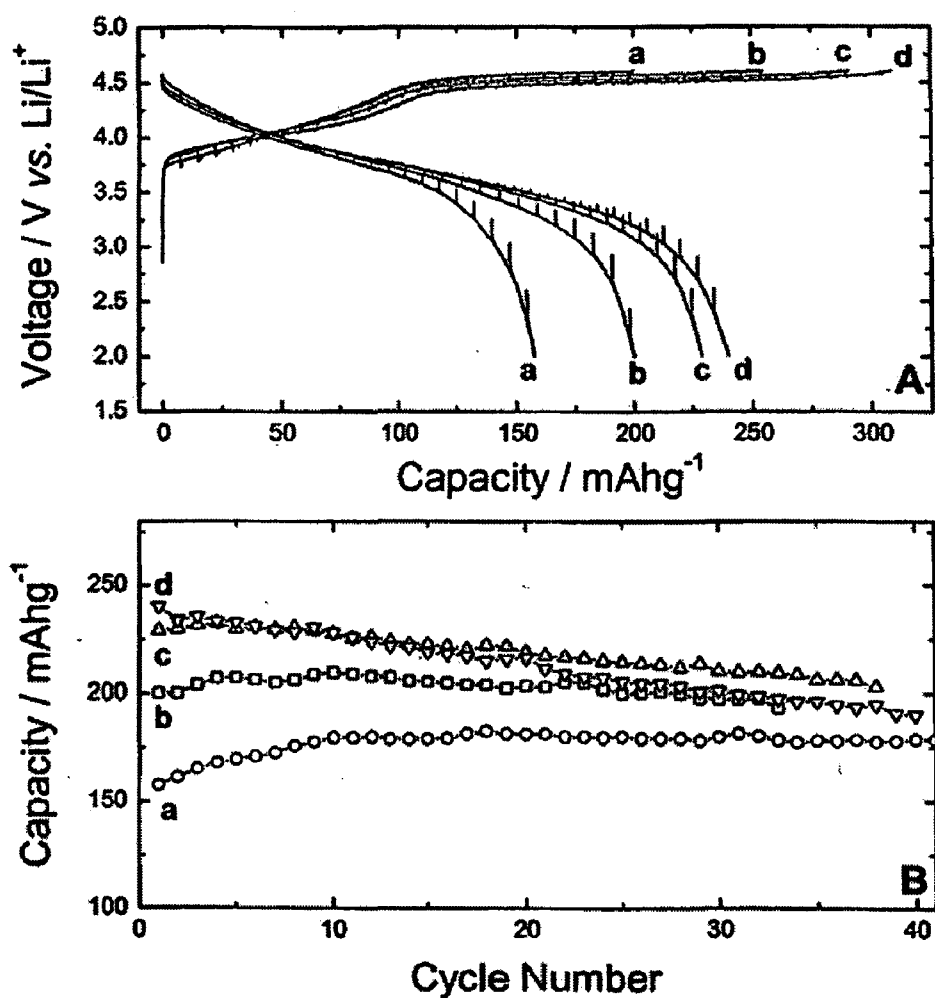 5.0
4.5
4.0
3.5
3.0
2.5
2.0
1.5
Voltage / V vs. Li/Li⁺
a b c d
a b c d
A
0 50 100 150 200 250 300
Capacity / mAhg⁻¹
250
200
150
100
Capacity / mAhg⁻¹
d
c
b
a
B
0 10 20 30 40
Cycle Number